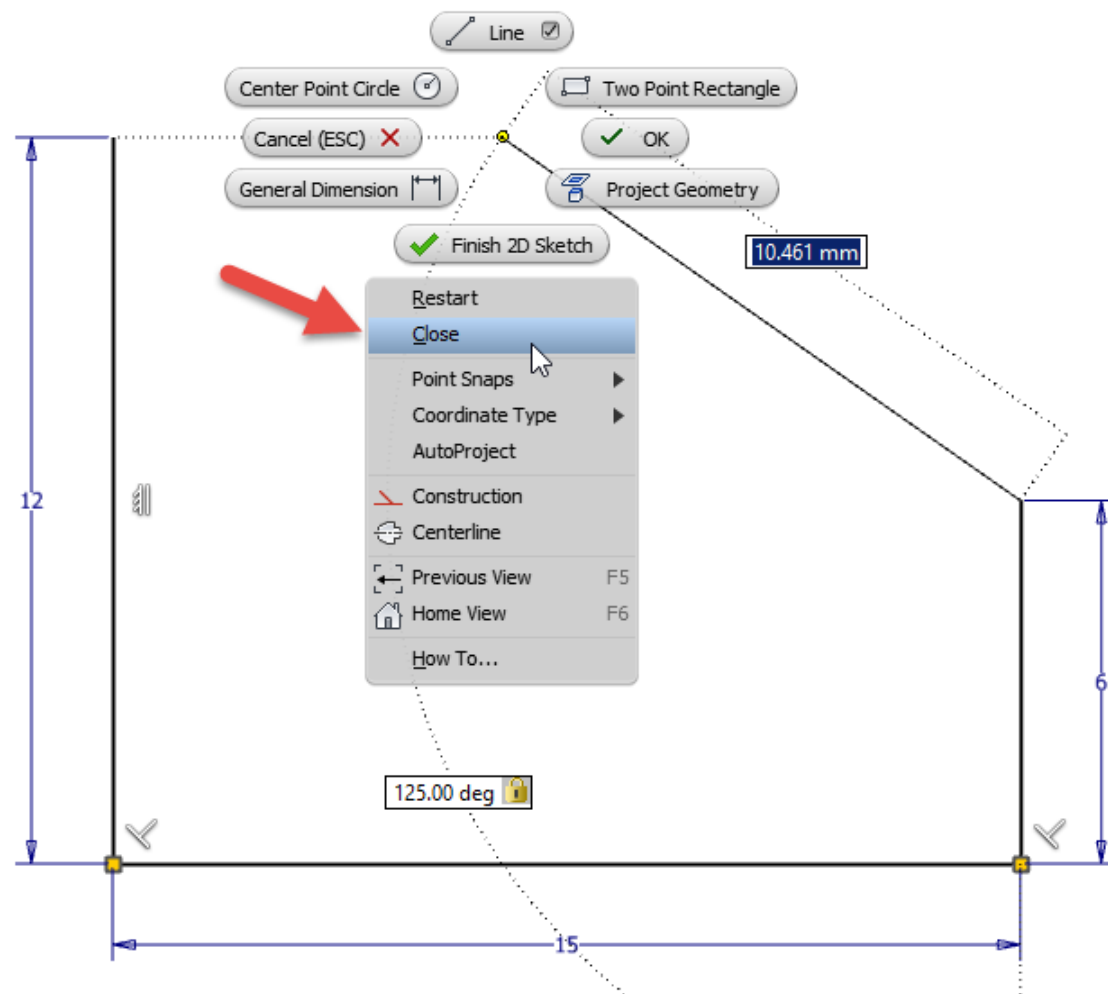 Line
Center Point Circle
Two Point Rectangle
Cancel (ESC)
OK
General Dimension
Project Geometry
Finish 2D Sketch
10.461 mm
Restart
Close
Point Snaps
Coordinate Type
AutoProject
12
Construction
Centerline
Previous View F5
Home View F6
How To...
6
125.00 deg
15